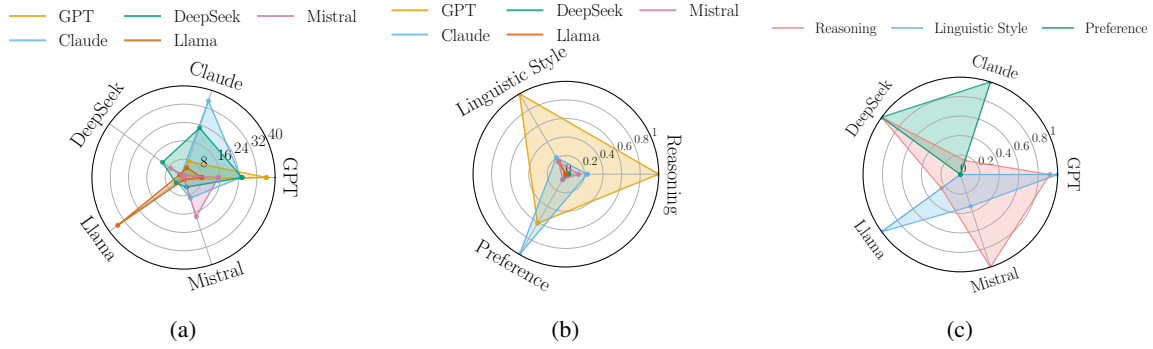 GPT DeepSeek Mistral
Claude Llama
GPT
Claude
DeepSeek
Llama
Mistral
8 16 24 32 40
(a)
GPT DeepSeek Mistral
Claude Llama
Reasoning
Linguistic Style
Preference
0 0.2 0.4 0.6 0.8 1
(b)
Reasoning Linguistic Style Preference
GPT
Claude
DeepSeek
Llama
Mistral
0 0.2 0.4 0.6 0.8 1
(c)